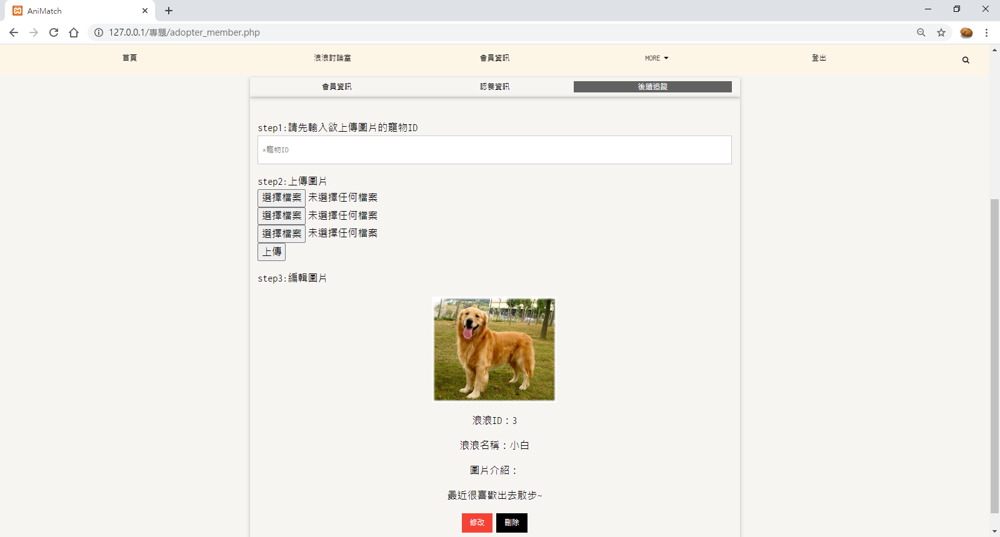 AniMatch
127.0.0.1/專題/adopter_member.php
首頁 浪浪討論室 會員資訊 MORE 登出
會員資訊 認養資訊 後續追蹤
step1:請先輸入欲上傳圖片的寵物ID
*寵物ID
step2:上傳圖片
選擇檔案 未選擇任何檔案
選擇檔案 未選擇任何檔案
選擇檔案 未選擇任何檔案
上傳
step3:編輯圖片
浪浪ID：3
浪浪名稱：小白
圖片介紹：
最近很喜歡出去散步~
修改 刪除